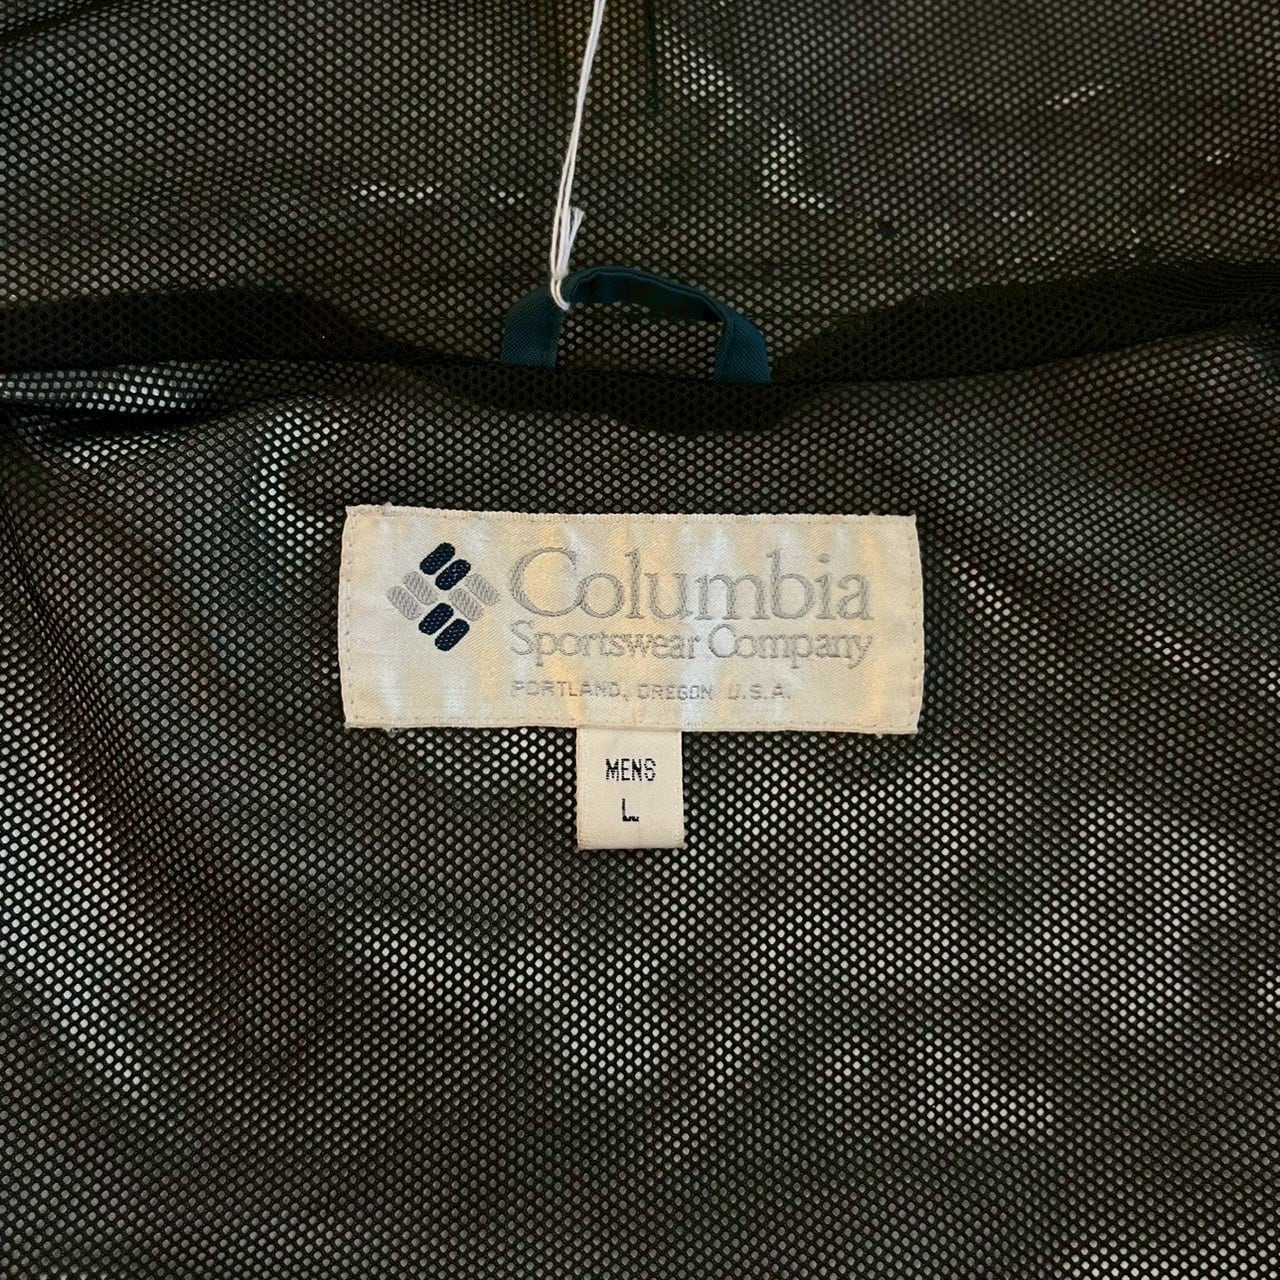 Columbia
Sportswear Company
PORTLAND, OREGON U.S.A.
MENS
L